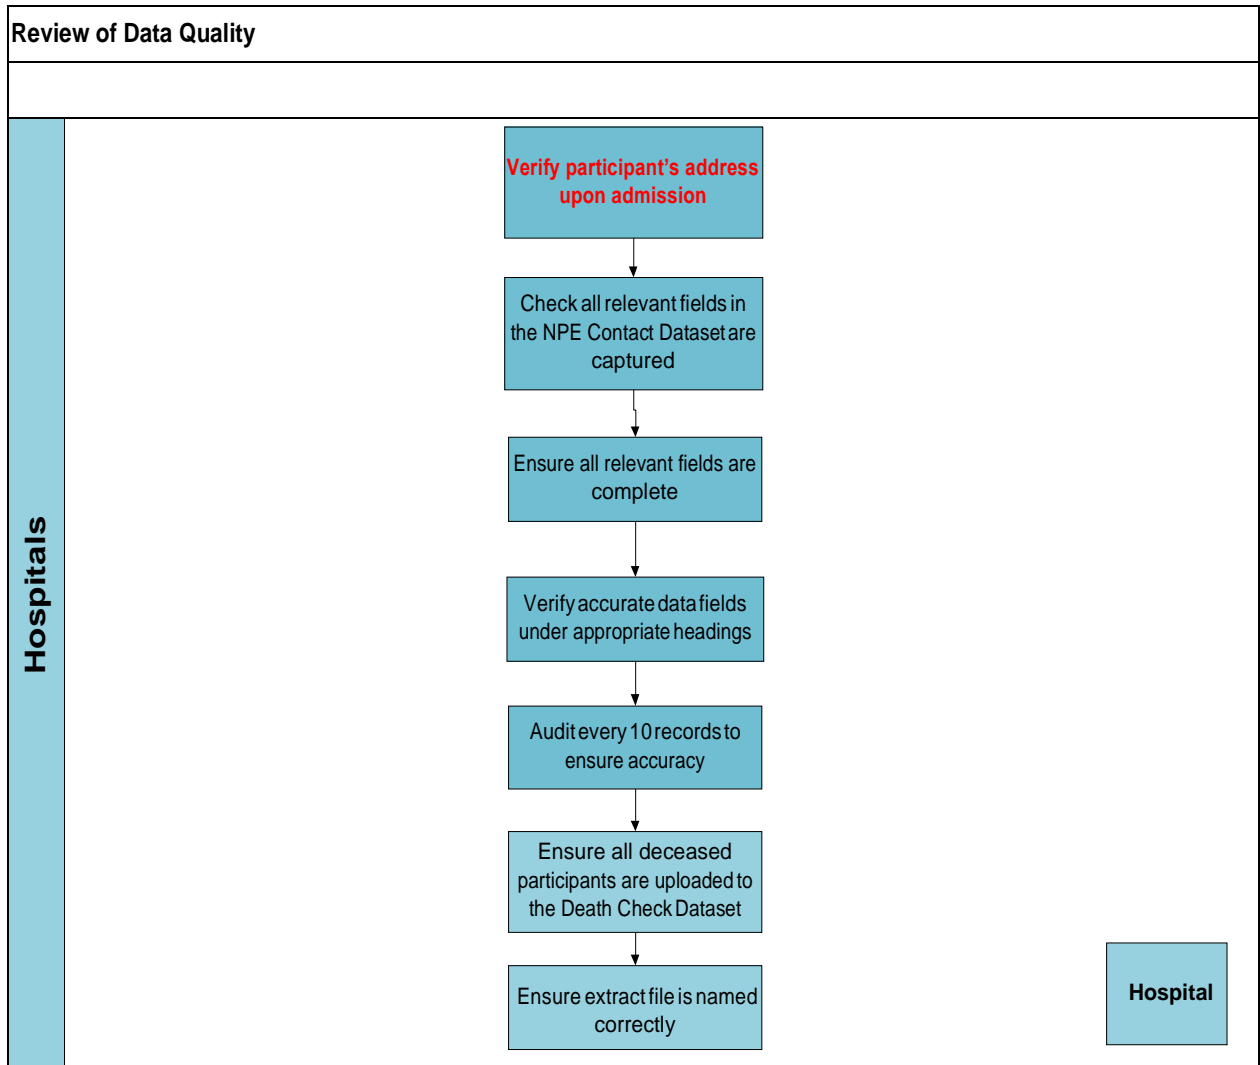 Review of Data Quality
Hospitals
Verify participant's address
upon admission
Check all relevant fields in
the NPE Contact Dataset are
captured
Ensure all relevant fields are
complete
Verify accurate data fields
under appropriate headings
Audit every 10 records to
ensure accuracy
Ensure all deceased
participants are uploaded to
the Death Check Dataset
Ensure extract file is named
correctly
Hospital